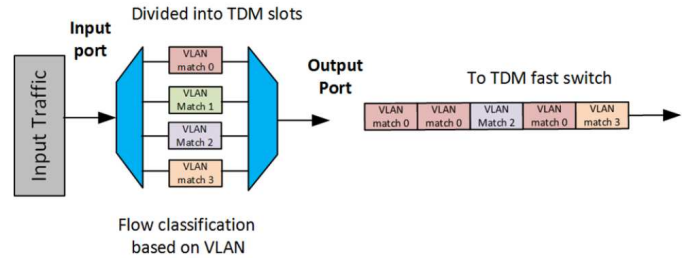 Divided into TDM slots
Input
port
Input Traffic
VLAN
match 0
VLAN
Match 1
VLAN
Match 2
VLAN
match 3
Flow classification
based on VLAN
Output
Port
To TDM fast switch
VLAN
match 0
VLAN
match 0
VLAN
Match 2
VLAN
match 0
VLAN
match 3